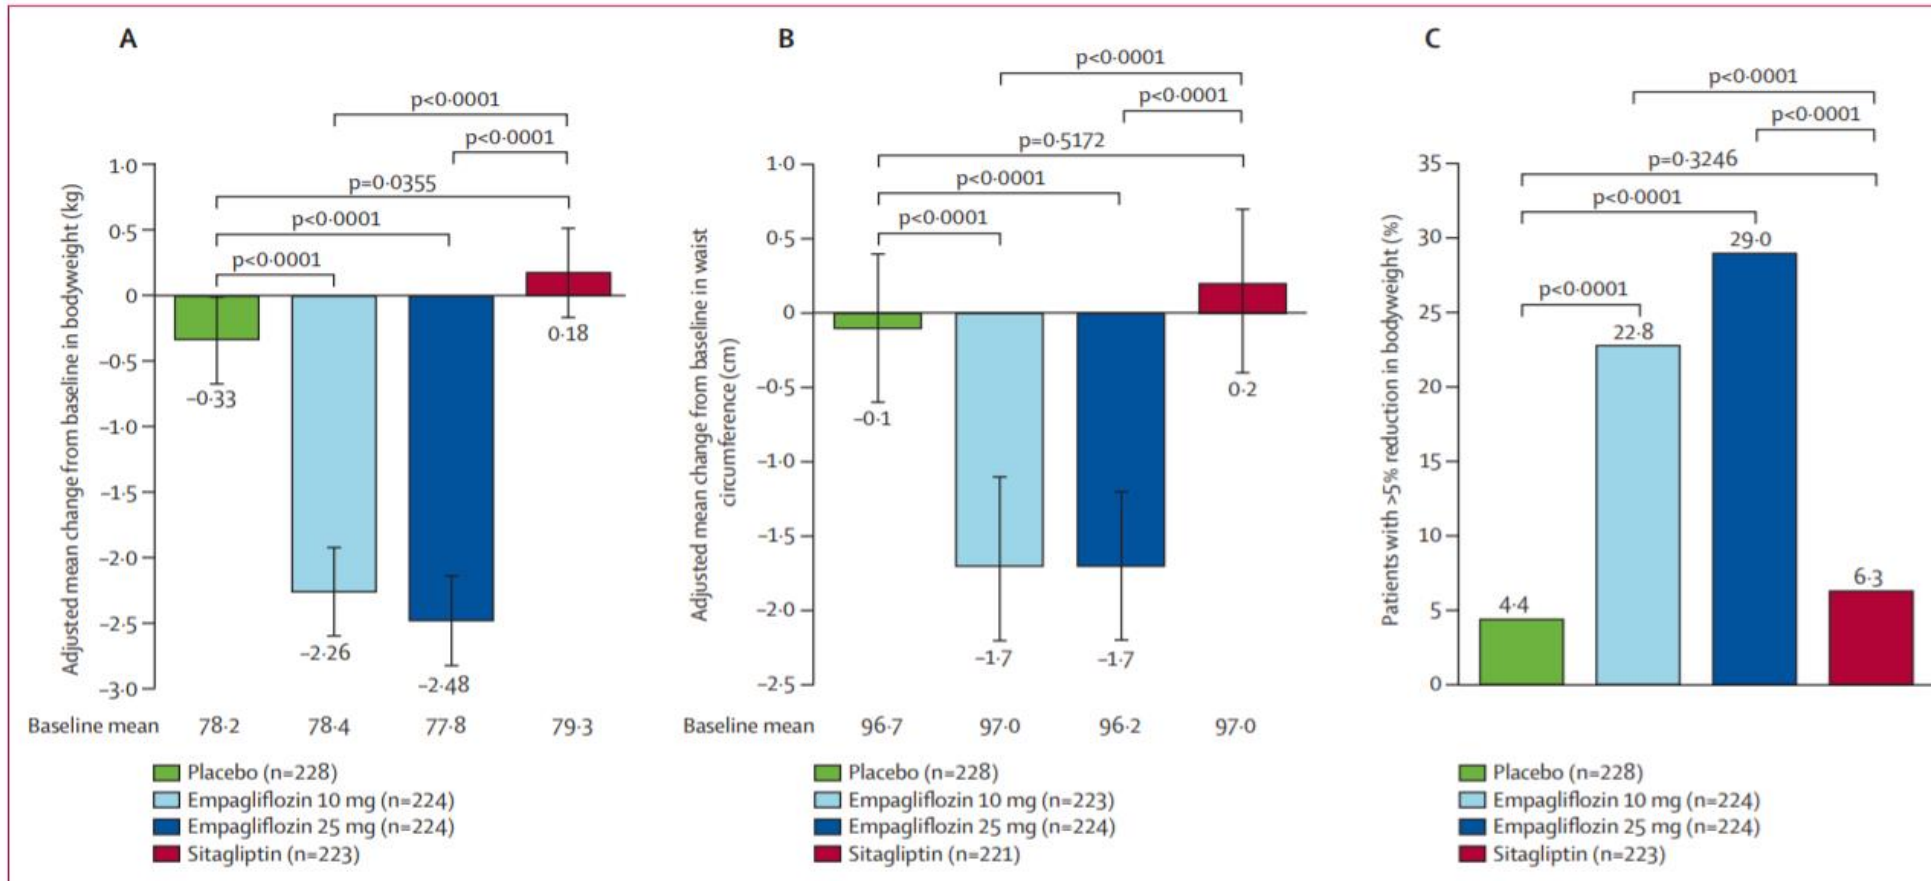 A
p<0·0001
p<0·0001
p=0·0355
p<0·0001
p<0·0001
Adjusted mean change from baseline in bodyweight (kg)
1·0
0·5
0
–0·5
–1·0
–1·5
–2·0
–2·5
–3·0
–0·33
–2·26
–2·48
0·18
Baseline mean 78·2 78·4 77·8 79·3
Placebo (n=228)
Empagliflozin 10 mg (n=224)
Empagliflozin 25 mg (n=224)
Sitagliptin (n=223)
B
p<0·0001
p<0·0001
p=0·5172
p<0·0001
p<0·0001
Adjusted mean change from baseline in waist
circumference (cm)
1·0
0·5
0
–0·5
–1·0
–1·5
–2·0
–2·5
–0·1
–1·7
–1·7
0·2
Baseline mean 96·7 97·0 96·2 97·0
Placebo (n=228)
Empagliflozin 10 mg (n=223)
Empagliflozin 25 mg (n=224)
Sitagliptin (n=221)
C
p<0·0001
p<0·0001
p=0·3246
p<0·0001
p<0·0001
Patients with >5% reduction in bodyweight (%)
35
30
25
20
15
10
5
0
4·4
22·8
29·0
6·3
Placebo (n=228)
Empagliflozin 10 mg (n=224)
Empagliflozin 25 mg (n=224)
Sitagliptin (n=223)